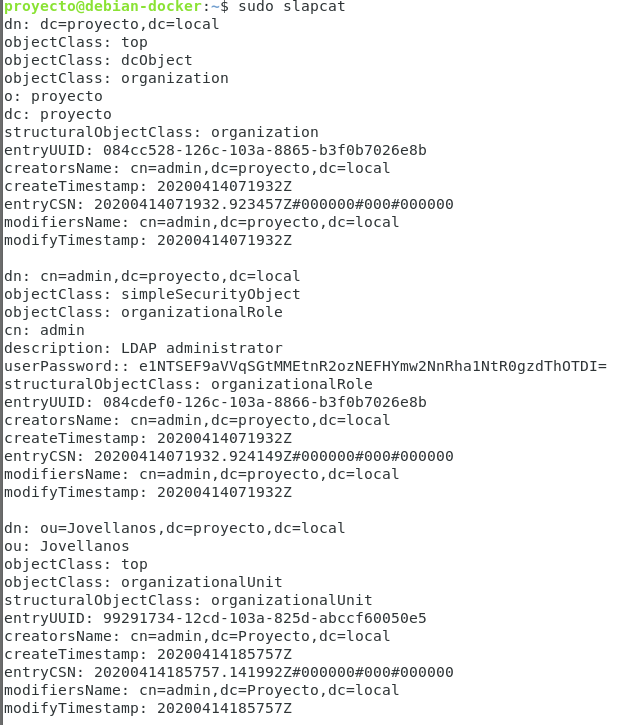 proyecto@debian-docker:~$ sudo slapcat
dn: dc=proyecto,dc=local
objectClass: top
objectClass: dcObject
objectClass: organization
o: proyecto
dc: proyecto
structuralObjectClass: organization
entryUUID: 084cc528-126c-103a-8865-b3f0b7026e8b
creatorsName: cn=admin,dc=proyecto,dc=local
createTimestamp: 20200414071932Z
entryCSN: 20200414071932.923457Z#000000#000#000000
modifiersName: cn=admin,dc=proyecto,dc=local
modifyTimestamp: 20200414071932Z

dn: cn=admin,dc=proyecto,dc=local
objectClass: simpleSecurityObject
objectClass: organizationalRole
cn: admin
description: LDAP administrator
userPassword:: e1NTSEF9aVVqSGtMMEtnR2ozNEFHYmw2NnRha1NtR0gzdThOTDI=
structuralObjectClass: organizationalRole
entryUUID: 084cdef0-126c-103a-8866-b3f0b7026e8b
creatorsName: cn=admin,dc=proyecto,dc=local
createTimestamp: 20200414071932Z
entryCSN: 20200414071932.924149Z#000000#000#000000
modifiersName: cn=admin,dc=proyecto,dc=local
modifyTimestamp: 20200414071932Z

dn: ou=Jovellanos,dc=proyecto,dc=local
ou: Jovellanos
objectClass: top
objectClass: organizationalUnit
structuralObjectClass: organizationalUnit
entryUUID: 99291734-12cd-103a-825d-abccf60050e5
creatorsName: cn=admin,dc=Proyecto,dc=local
createTimestamp: 20200414185757Z
entryCSN: 20200414185757.141992Z#000000#000#000000
modifiersName: cn=admin,dc=Proyecto,dc=local
modifyTimestamp: 20200414185757Z